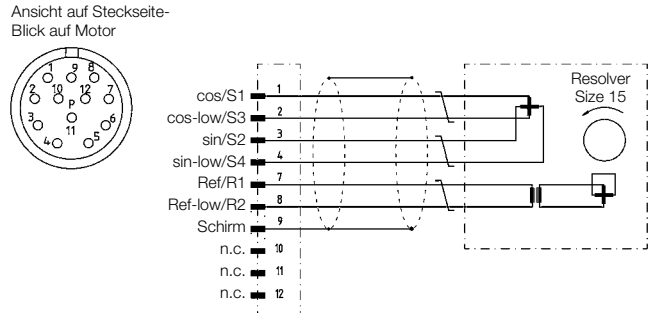 Ansicht auf Steckseite-
Blick auf Motor
1 9 8
2 10 12 7
P
3 11 6
4 5
Resolver
Size 15
cos/S1 1
cos-low/S3 2
sin/S2 3
sin-low/S4 4
Ref/R1 7
Ref-low/R2 8
Schirm 9
n.c. 10
n.c. 11
n.c. 12